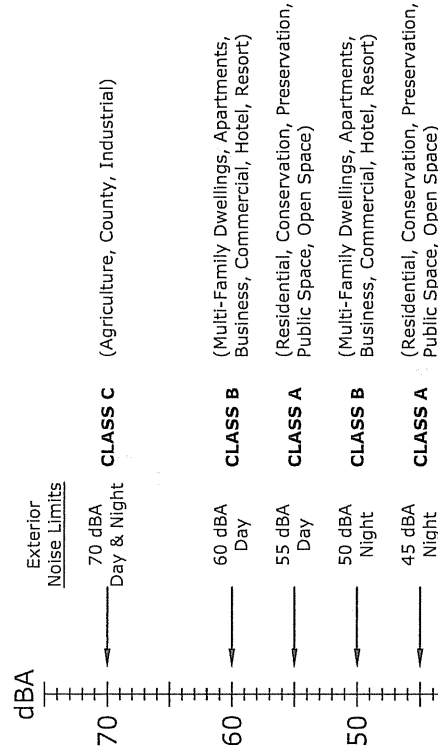 dBA
Exterior
Noise Limits
70
70 dBA
Day & Night
CLASS C
(Agriculture, County, Industrial)
60
60 dBA
Day
CLASS B
(Multi-Family Dwellings, Apartments,
Business, Commercial, Hotel, Resort)
55 dBA
Day
CLASS A
(Residential, Conservation, Preservation,
Public Space, Open Space)
50
50 dBA
Night
CLASS B
(Multi-Family Dwellings, Apartments,
Business, Commercial, Hotel, Resort)
45 dBA
Night
CLASS A
(Residential, Conservation, Preservation,
Public Space, Open Space)